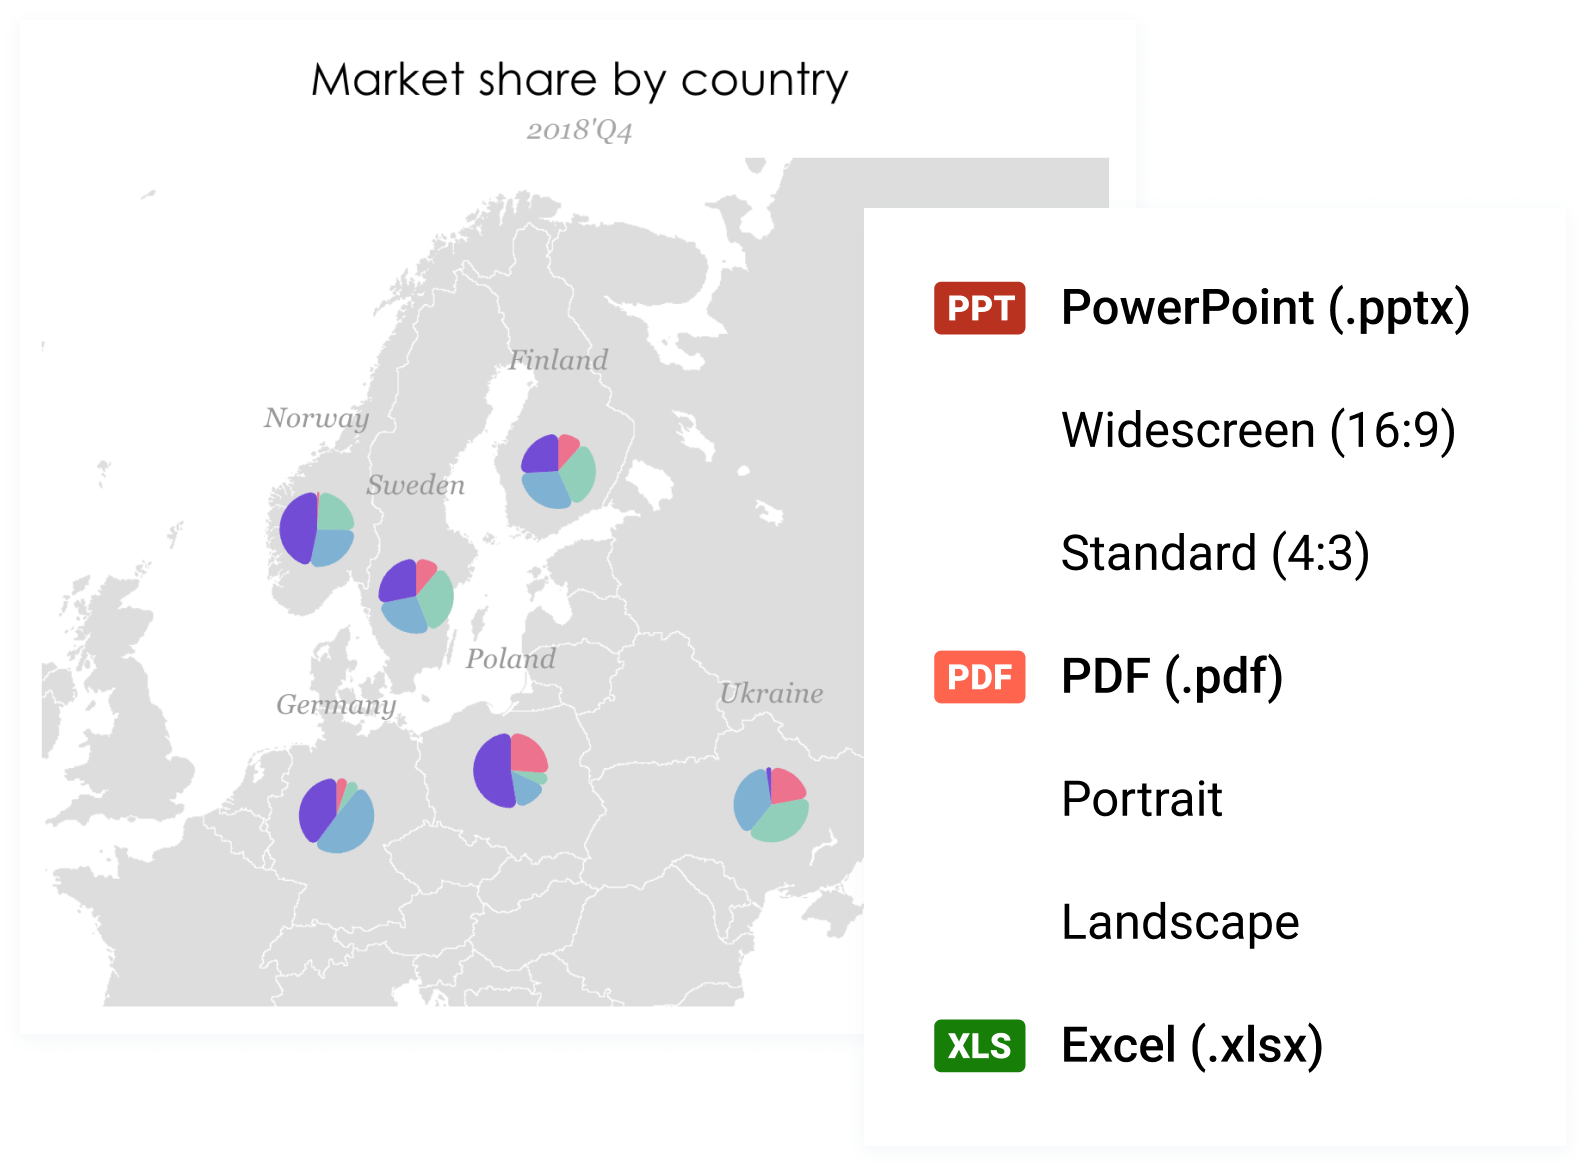 Market share by country
2018'Q4
Finland
Norway
Sweden
Poland
Germany
Ukraine
PPT PowerPoint (.pptx)
Widescreen (16:9)
Standard (4:3)
PDF PDF (.pdf)
Portrait
Landscape
XLS Excel (.xlsx)